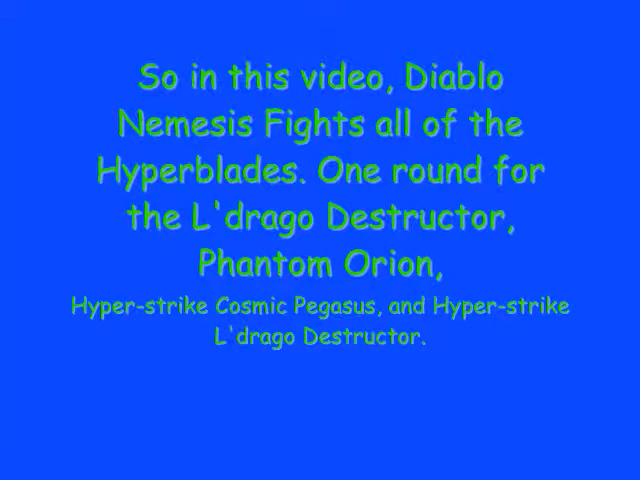 So in this video, Diablo
Nemesis Fights all of the
Hyperblades. One round for
the L'drago Destructor,
Phantom Orion,
Hyper-strike Cosmic Pegasus, and Hyper-strike
L'drago Destructor.